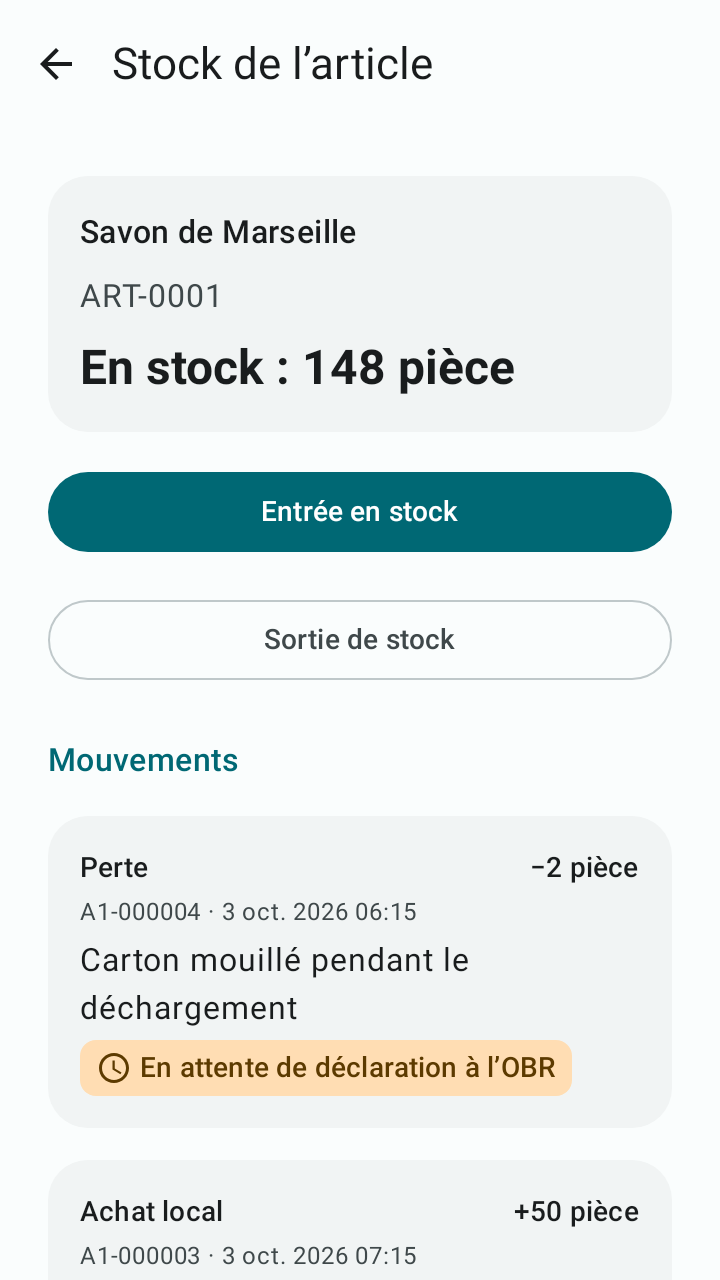 Stock de l’article
Savon de Marseille
ART-0001
En stock : 148 pièce
Entrée en stock
Sortie de stock
Mouvements
Perte −2 pièce
A1-000004 · 3 oct. 2026 06:15
Carton mouillé pendant le
déchargement
En attente de déclaration à l’OBR
Achat local +50 pièce
A1-000003 · 3 oct. 2026 07:15